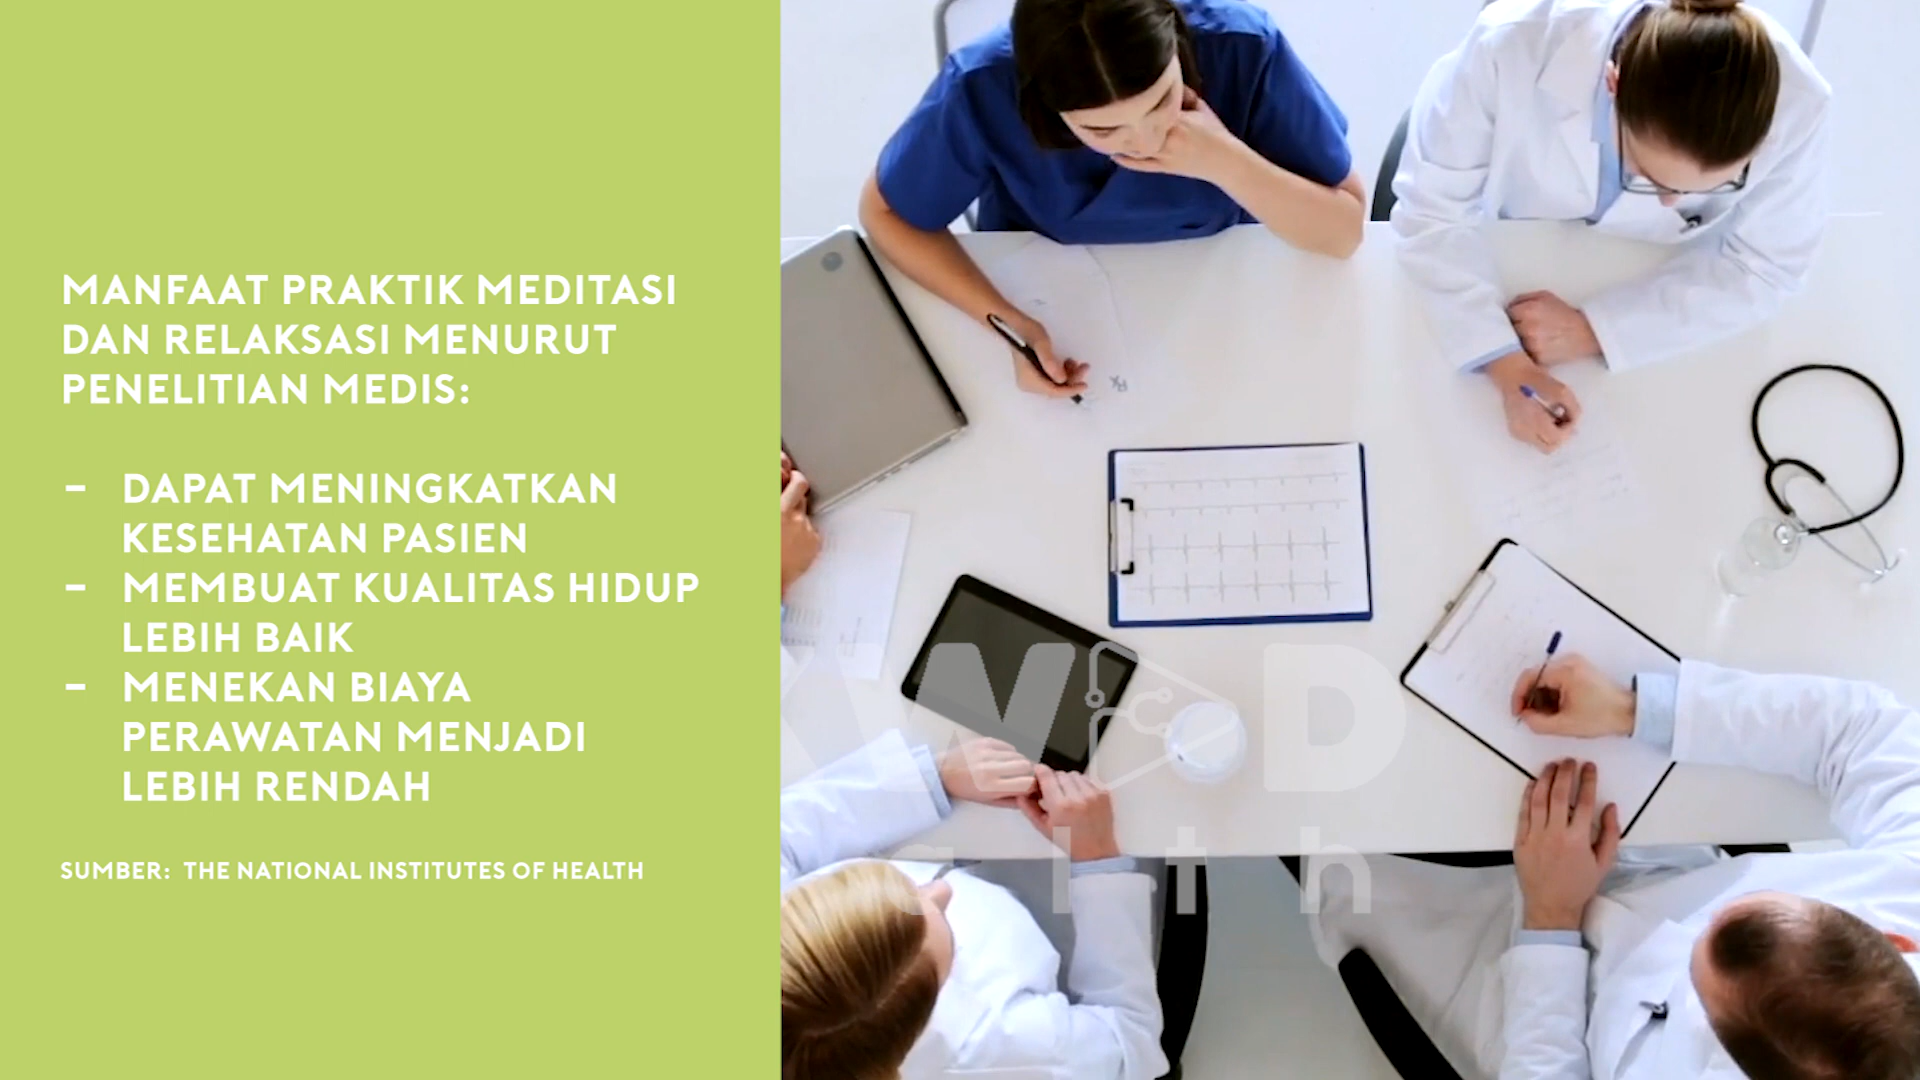 MANFAAT PRAKTIK MEDITASI
DAN RELAKSASI MENURUT
PENELITIAN MEDIS:
- DAPAT MENINGKATKAN
KESEHATAN PASIEN
- MEMBUAT KUALITAS HIDUP
LEBIH BAIK
- MENEKAN BIAYA
PERAWATAN MENJADI
LEBIH RENDAH
SUMBER: THE NATIONAL INSTITUTES OF HEALTH